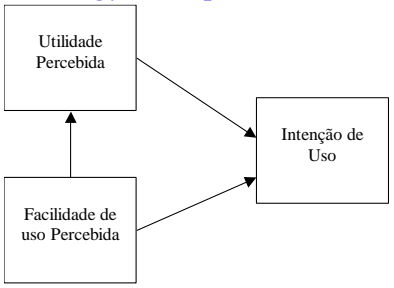 Utilidade
Percebida
Intenção de
Uso
Facilidade de
uso Percebida